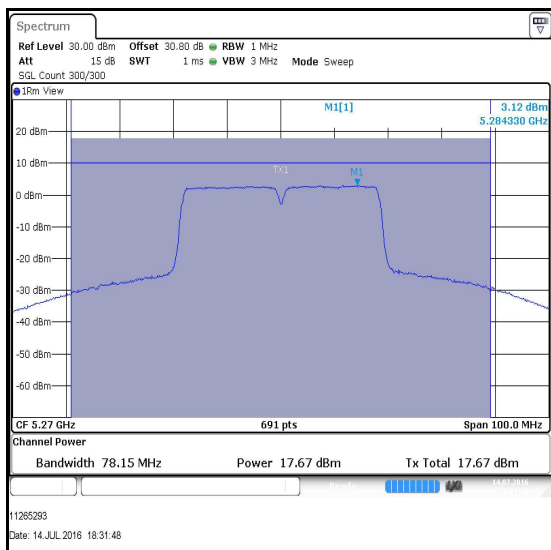 Spectrum
Ref Level 30.00 dBm Offset 30.80 dB RBW 1 MHz
Att 15 dB SWT 1 ms VBW 3 MHz Mode Sweep
SGL Count 300/300
1Rm View
M1[1] 3.12 dBm
5.284330 GHz
20 dBm
10 dBm
TX1
M1
0 dBm
-10 dBm
-20 dBm
-30 dBm
-40 dBm
-50 dBm
-60 dBm
CF 5.27 GHz 691 pts Span 100.0 MHz
Channel Power
Bandwidth 78.15 MHz Power 17.67 dBm Tx Total 17.67 dBm
Ready 14.07.2016
11265293
Date: 14.JUL.2016 18:31:48